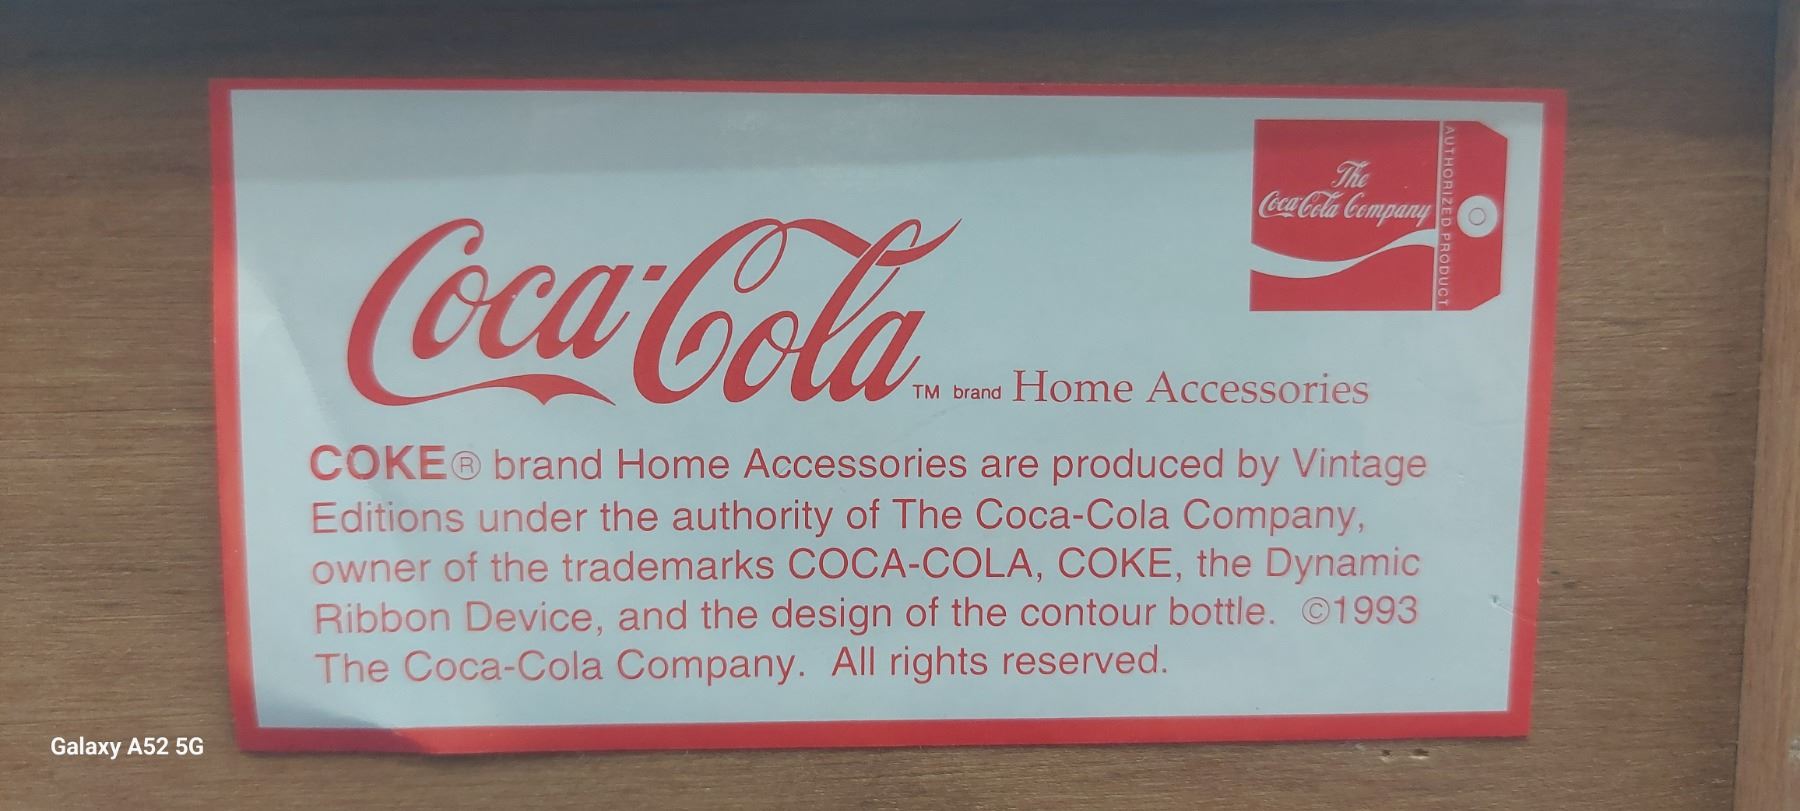 The
Coca-Cola Company
AUTHORIZED PRODUCT
Coca-Cola TM brand Home Accessories
COKE® brand Home Accessories are produced by Vintage
Editions under the authority of The Coca-Cola Company,
owner of the trademarks COCA-COLA, COKE, the Dynamic
Ribbon Device, and the design of the contour bottle. ©1993
The Coca-Cola Company. All rights reserved.
Galaxy A52 5G